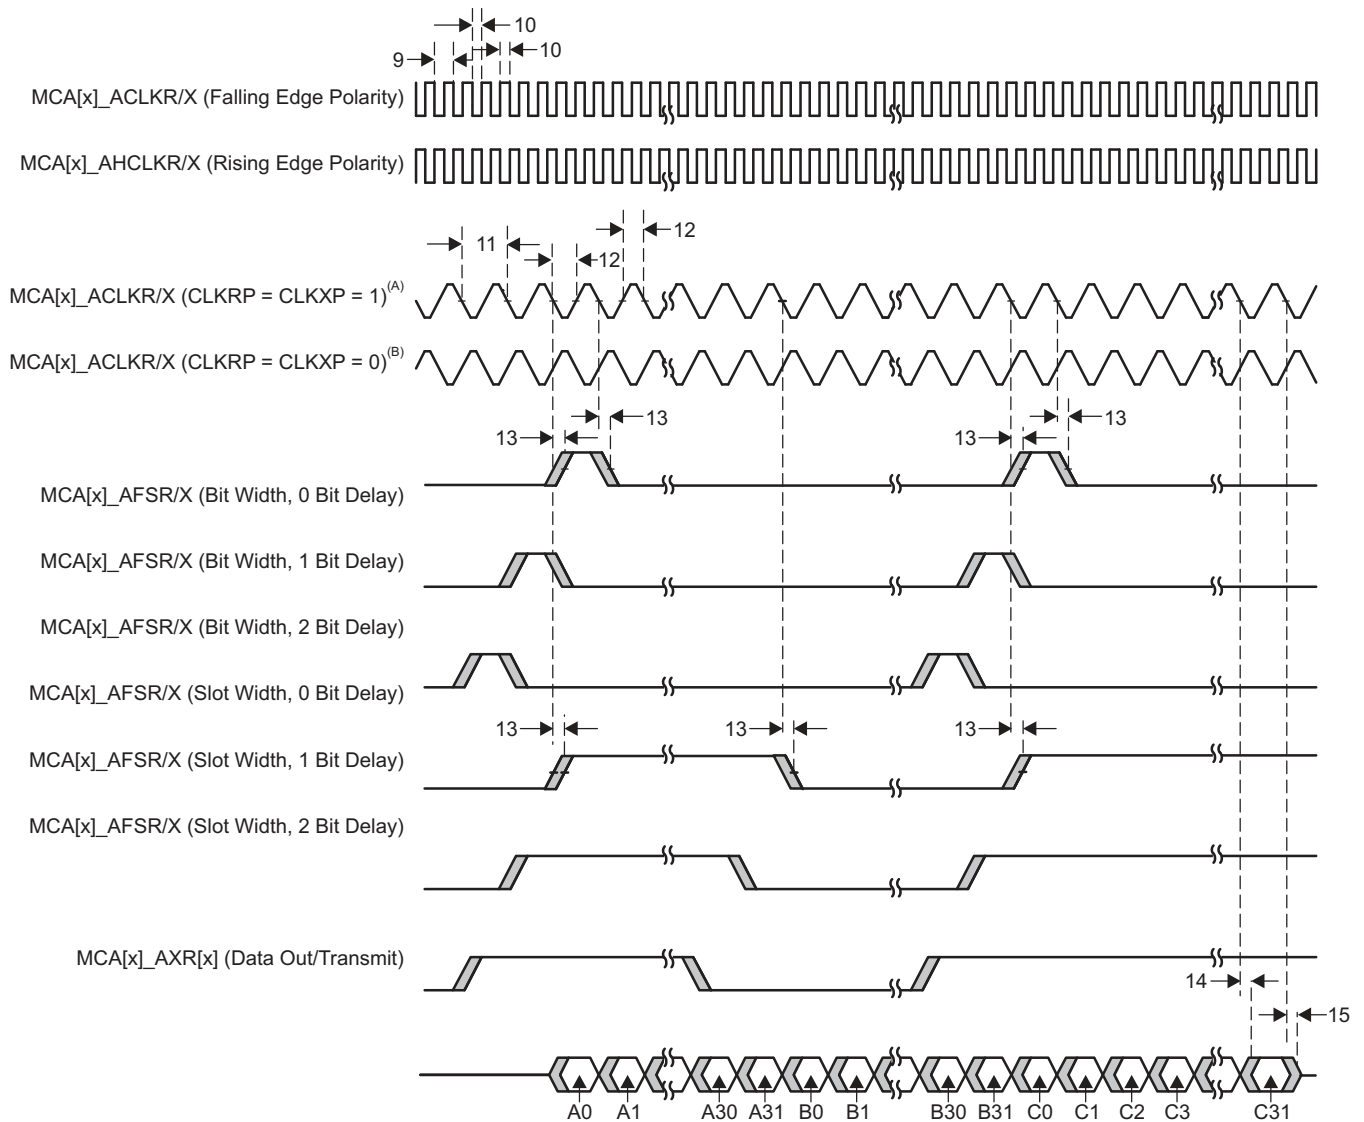 10
9
10
MCA[x]_ACLKR/X (Falling Edge Polarity)
MCA[x]_AHCLKR/X (Rising Edge Polarity)
12
11
12
MCA[x]_ACLKR/X (CLKRP = CLKXP = 1)(A)
MCA[x]_ACLKR/X (CLKRP = CLKXP = 0)(B)
13
13
13
13
MCA[x]_AFSR/X (Bit Width, 0 Bit Delay)
MCA[x]_AFSR/X (Bit Width, 1 Bit Delay)
MCA[x]_AFSR/X (Bit Width, 2 Bit Delay)
MCA[x]_AFSR/X (Slot Width, 0 Bit Delay)
13
13
13
MCA[x]_AFSR/X (Slot Width, 1 Bit Delay)
MCA[x]_AFSR/X (Slot Width, 2 Bit Delay)
MCA[x]_AXR[x] (Data Out/Transmit)
14
15
A0 A1 A30 A31 B0 B1 B30 B31 C0 C1 C2 C3 C31